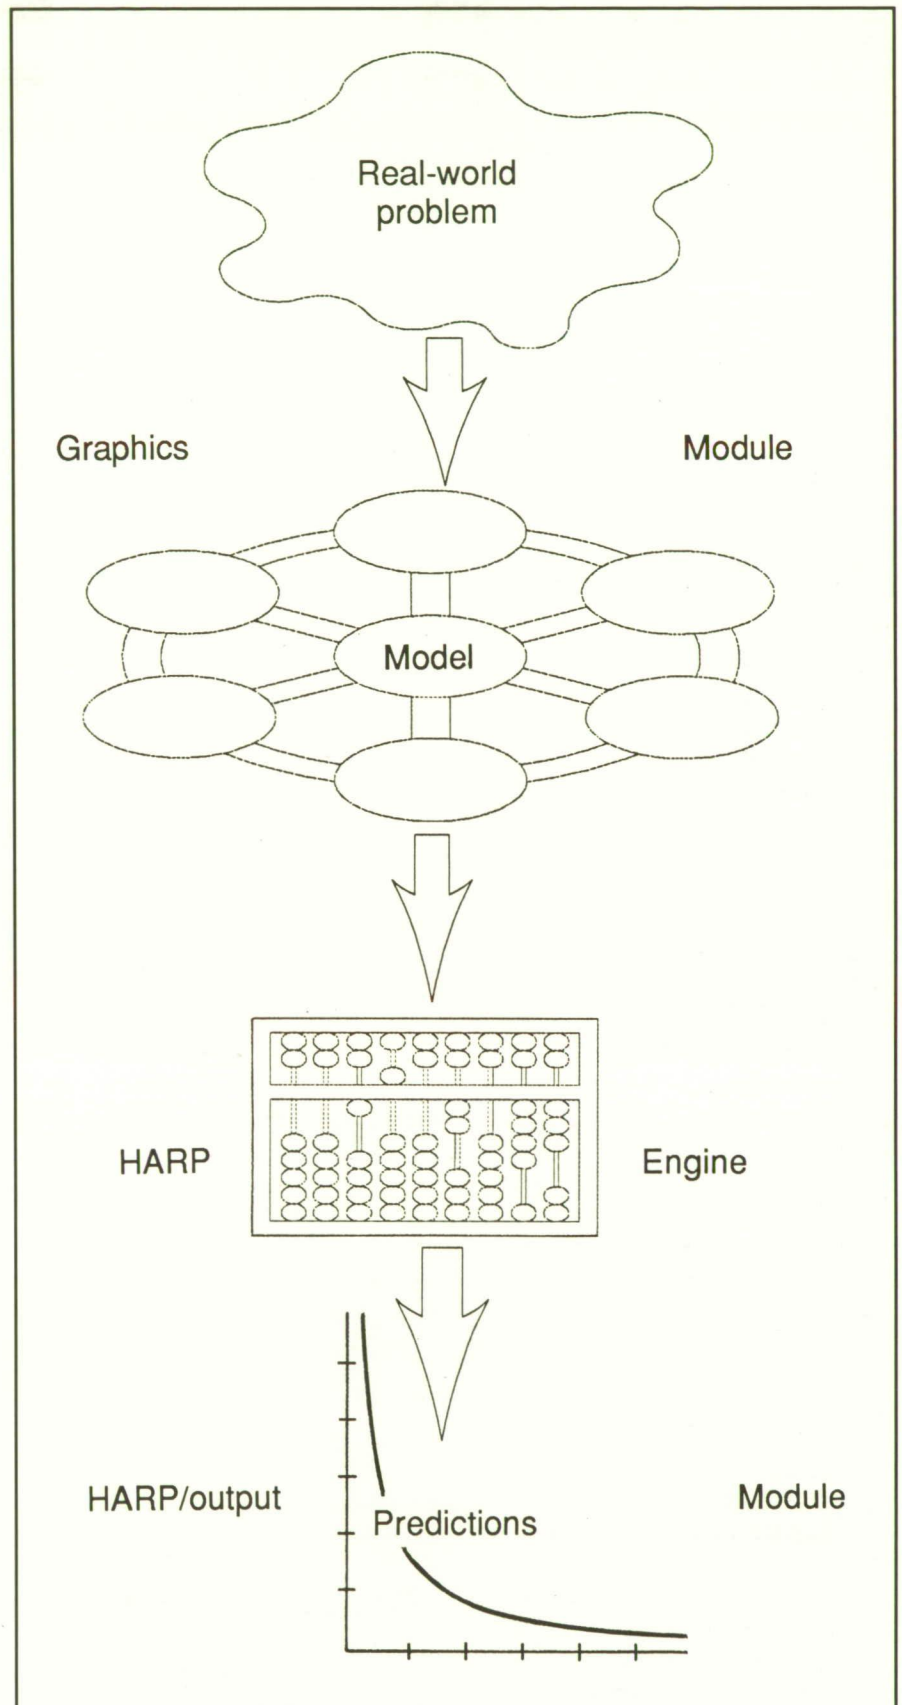 Real-world
problem
Graphics Module
Model
HARP Engine
HARP/output Module
Predictions